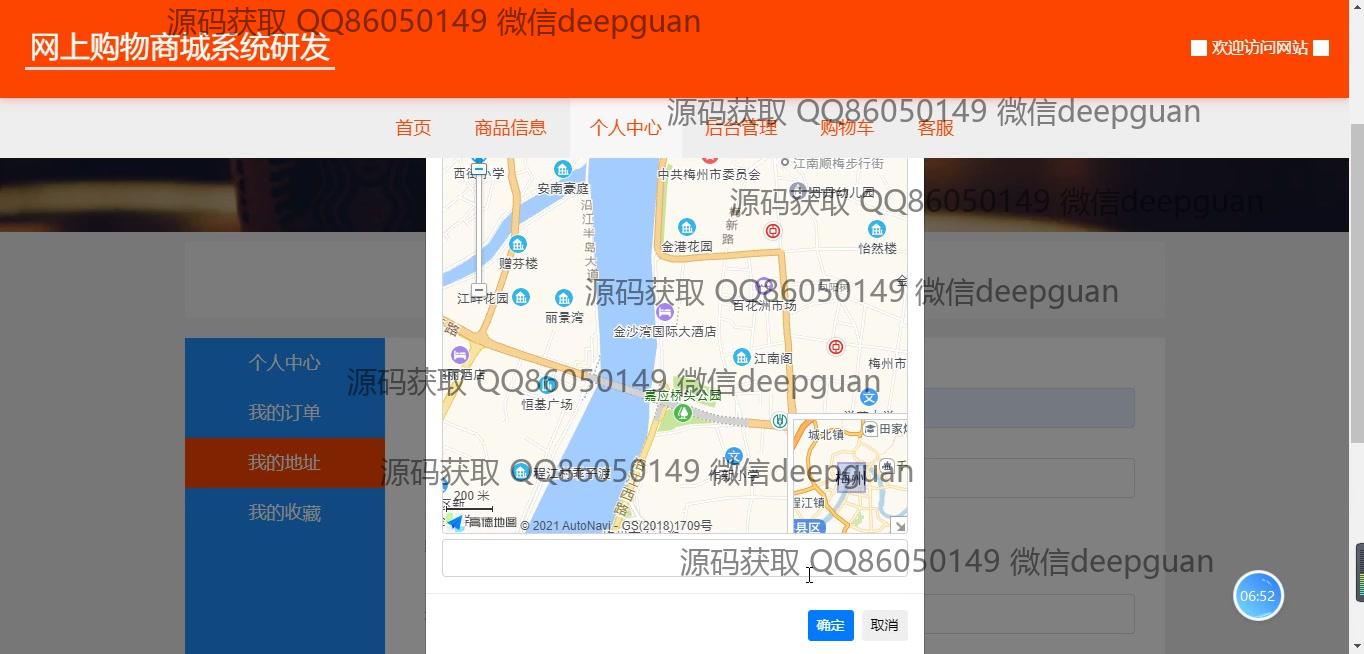 源码获取 QQ86050149 微信deepguan
网上购物商城系统研发
欢迎访问网站
源码获取 QQ86050149 微信deepguan
首页
商品信息
个人中心
后台管理
购物车
客服
安南豪庭
中共梅州市委员会
江南顺梅步行街
源码获取 QQ86050149 微信deepguan
沿江半岛大道
新路
金港花园
怡然楼
赠芬楼
江畔花园
丽景湾
源码获取 QQ86050149 微信deepguan
百花洲市场
金沙湾国际大酒店
江南阁
梅州市
个人中心
源码获取 QQ86050149 微信deepguan
嘉应桥头公园
恒基广场
我的订单
城北镇
田家炳
我的地址
源码获取 QQ86050149 微信deepguan
梅州
程江镇
江西路
200 米
我的收藏
高德地图 © 2021 AutoNavi - GS(2018)1709号
县区
源码获取 QQ86050149 微信deepguan
06:52
确定
取消